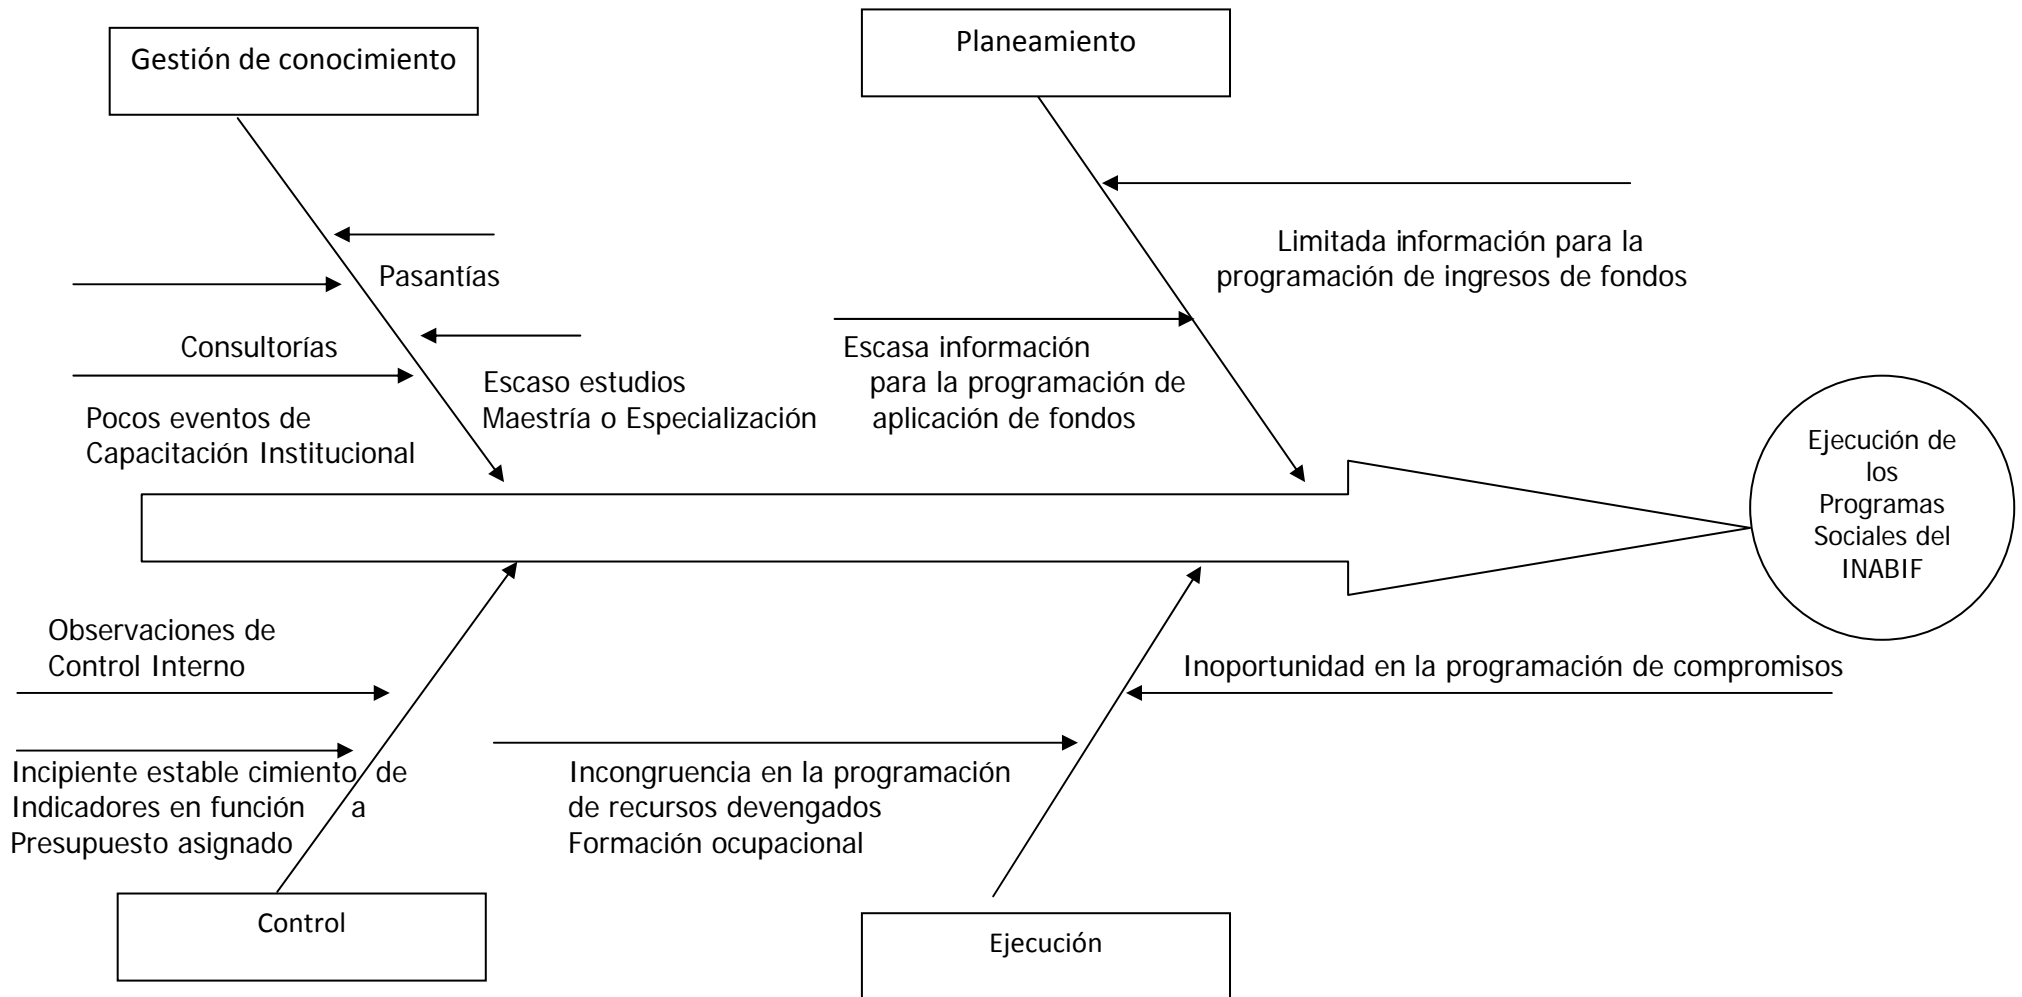 Gestión de conocimiento
Planeamiento
Pasantías
Consultorías
Escaso estudios
Maestría o Especialización
Pocos eventos de
Capacitación Institucional
Limitada información para la
programación de ingresos de fondos
Escasa información
para la programación de
aplicación de fondos
Ejecución de
los
Programas
Sociales del
INABIF
Observaciones de
Control Interno
Incipiente estable cimiento de
Indicadores en función a
Presupuesto asignado
Inoportunidad en la programación de compromisos
Incongruencia en la programación
de recursos devengados
Formación ocupacional
Control
Ejecución